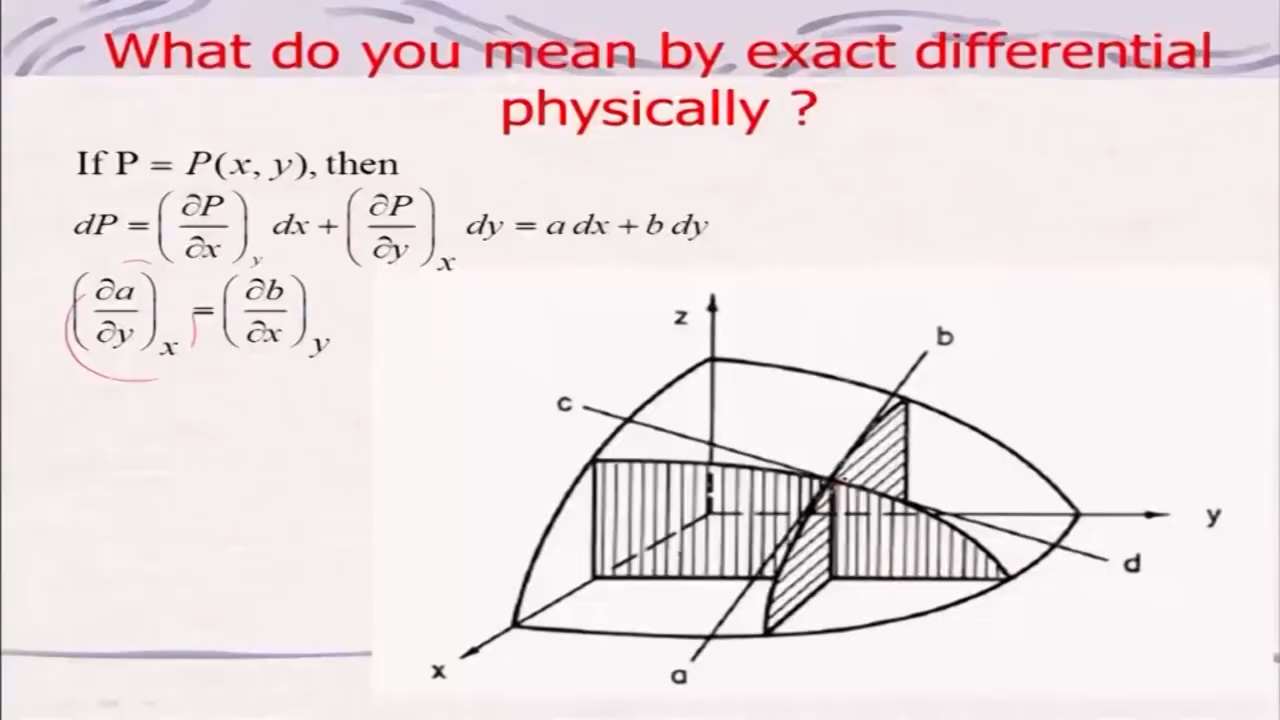 What do you mean by exact differential
physically ?
If P = P(x, y), then
dP = (∂P/∂x)_y dx + (∂P/∂y)_x dy = a dx + b dy
(∂a/∂y)_x = (∂b/∂x)_y
z
b
c
y
d
x
a